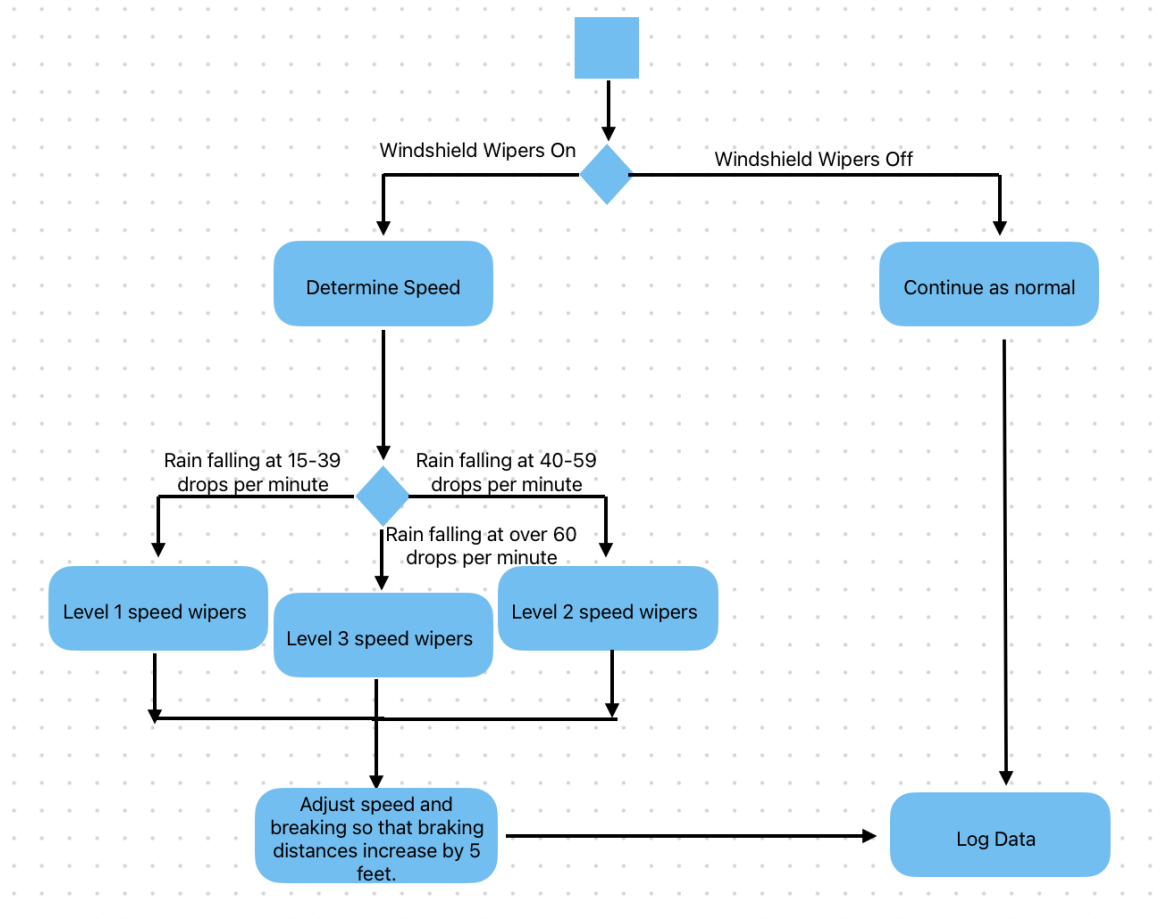 Windshield Wipers On
Windshield Wipers Off
Determine Speed
Continue as normal
Rain falling at 15-39
drops per minute
Rain falling at 40-59
drops per minute
Rain falling at over 60
drops per minute
Level 1 speed wipers
Level 3 speed wipers
Level 2 speed wipers
Adjust speed and
breaking so that braking
distances increase by 5
feet.
Log Data